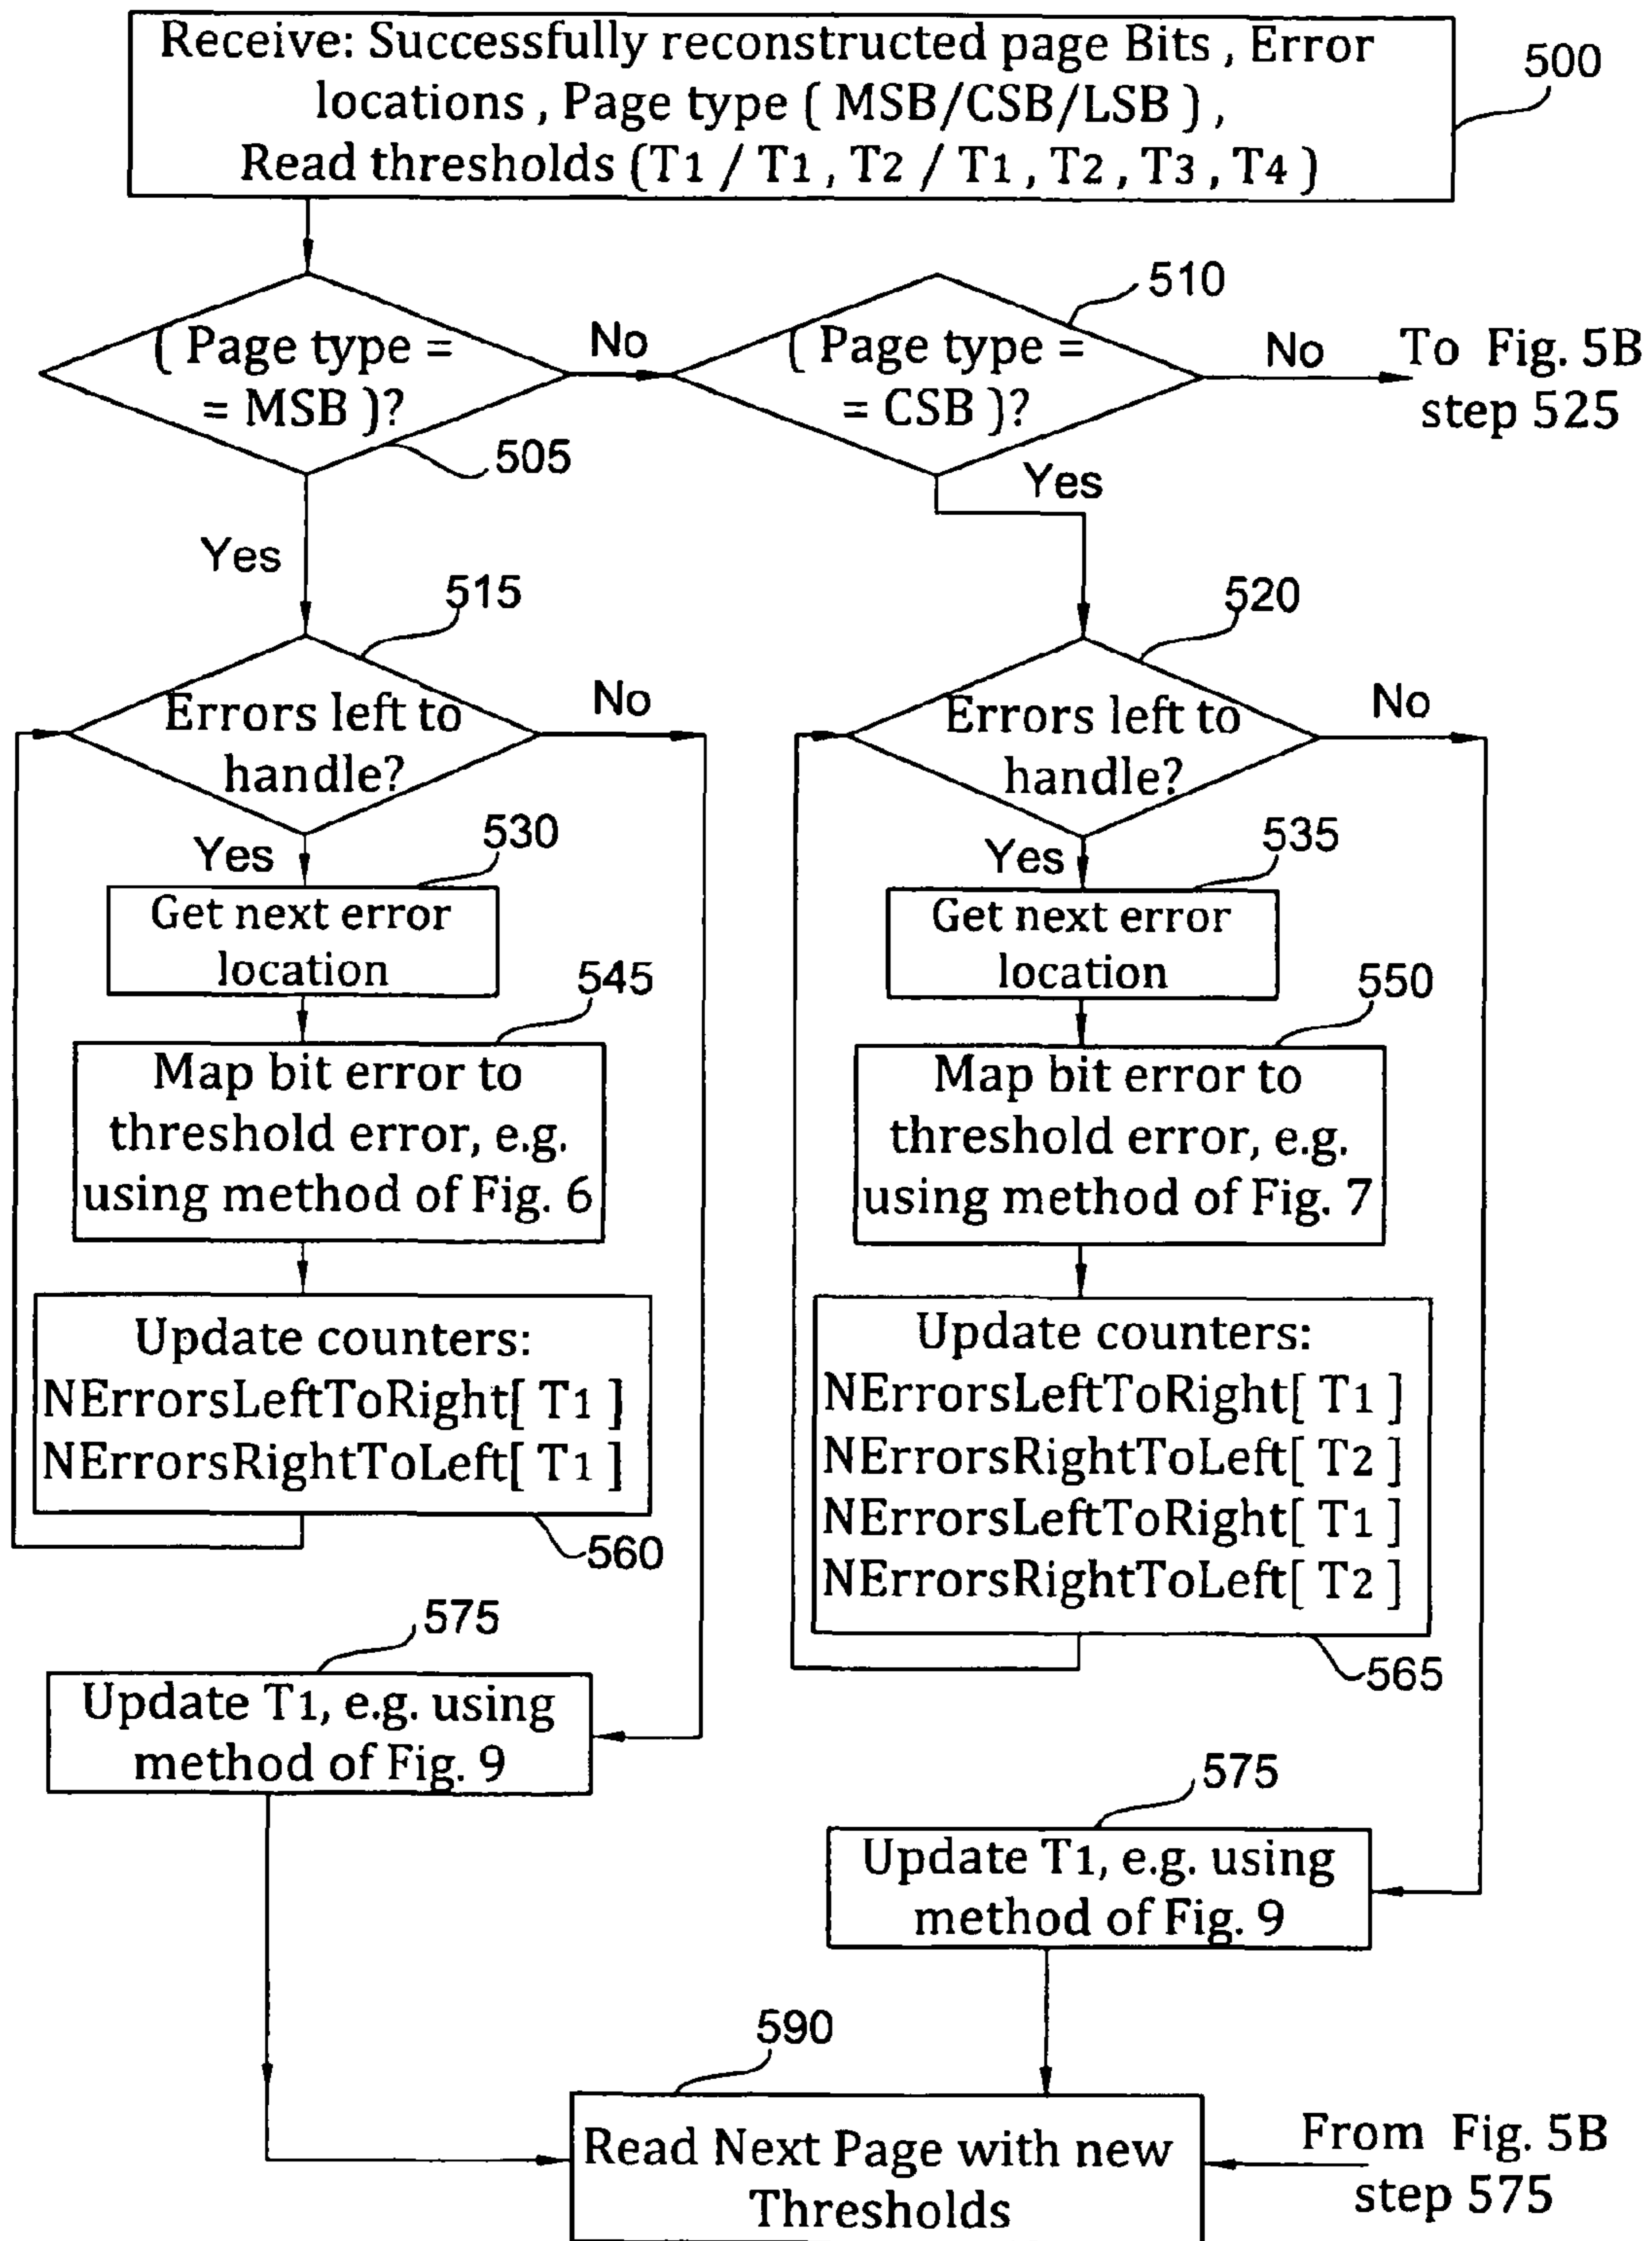 Receive: Successfully reconstructed page Bits , Error
locations , Page type ( MSB/CSB/LSB ) ,
Read thresholds (T1 / T1 , T2 / T1 , T2 , T3 , T4 )
500
( Page type =
= MSB )?
505
No
( Page type =
= CSB )?
510
No
To Fig. 5B
step 525
Yes
Yes
515
Errors left to
handle?
No
520
Errors left to
handle?
No
Yes
530
Get next error
location
Yes
535
Get next error
location
545
Map bit error to
threshold error, e.g.
using method of Fig. 6
550
Map bit error to
threshold error, e.g.
using method of Fig. 7
Update counters:
NErrorsLeftToRight[ T1 ]
NErrorsRightToLeft[ T1 ]
560
Update counters:
NErrorsLeftToRight[ T1 ]
NErrorsRightToLeft[ T2 ]
NErrorsLeftToRight[ T1 ]
NErrorsRightToLeft[ T2 ]
565
575
Update T1, e.g. using
method of Fig. 9
575
Update T1, e.g. using
method of Fig. 9
590
Read Next Page with new
Thresholds
From Fig. 5B
step 575